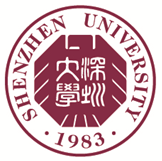 SHENZHEN UNIVERSITY
深圳
大學
·1983·